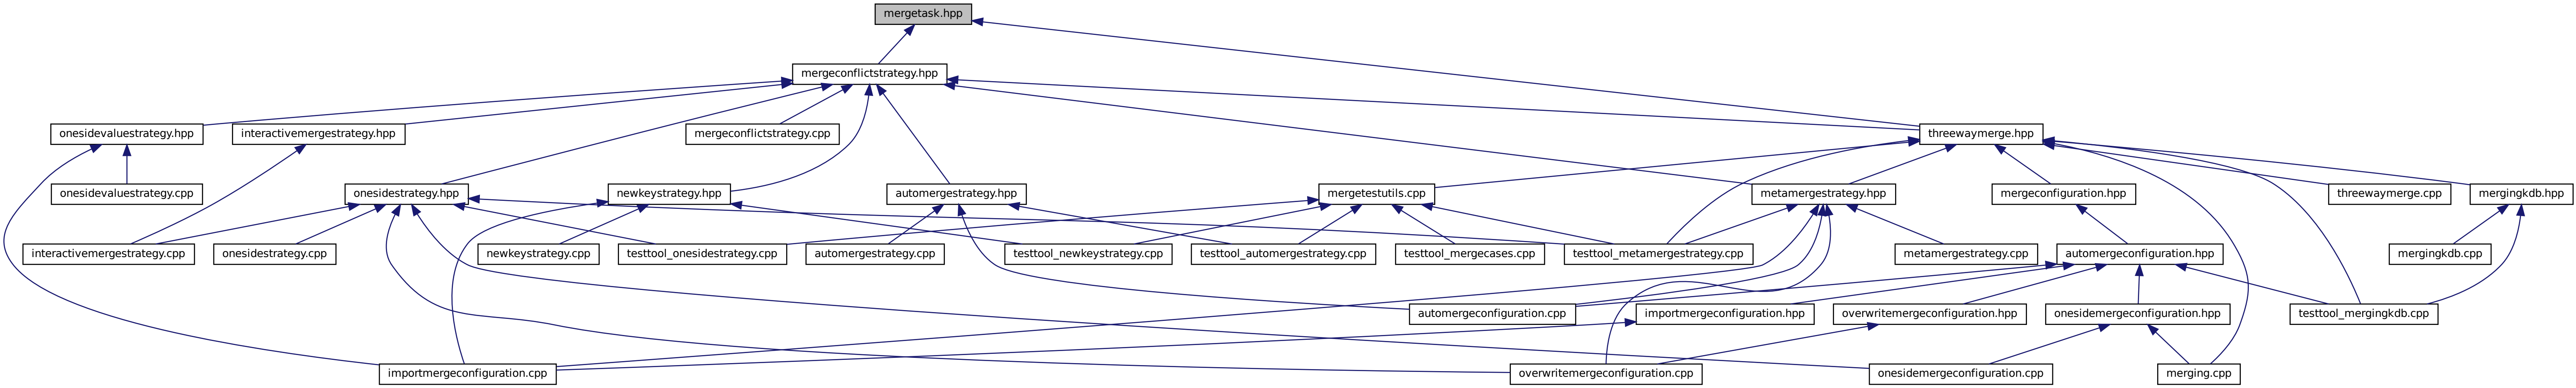 mergetask.hpp
mergeconflictstrategy.hpp
onesidevaluestrategy.hpp
interactivemergestrategy.hpp
mergeconflictstrategy.cpp
threewaymerge.hpp
onesidevaluestrategy.cpp
onesidestrategy.hpp
newkeystrategy.hpp
automergestrategy.hpp
mergetestutils.cpp
metamergestrategy.hpp
mergeconfiguration.hpp
threewaymerge.cpp
mergingkdb.hpp
interactivemergestrategy.cpp
onesidestrategy.cpp
newkeystrategy.cpp
testtool_onesidestrategy.cpp
automergestrategy.cpp
testtool_newkeystrategy.cpp
testtool_automergestrategy.cpp
testtool_mergecases.cpp
testtool_metamergestrategy.cpp
metamergestrategy.cpp
automergeconfiguration.hpp
mergingkdb.cpp
automergeconfiguration.cpp
importmergeconfiguration.hpp
overwritemergeconfiguration.hpp
onesidemergeconfiguration.hpp
testtool_mergingkdb.cpp
importmergeconfiguration.cpp
overwritemergeconfiguration.cpp
onesidemergeconfiguration.cpp
merging.cpp